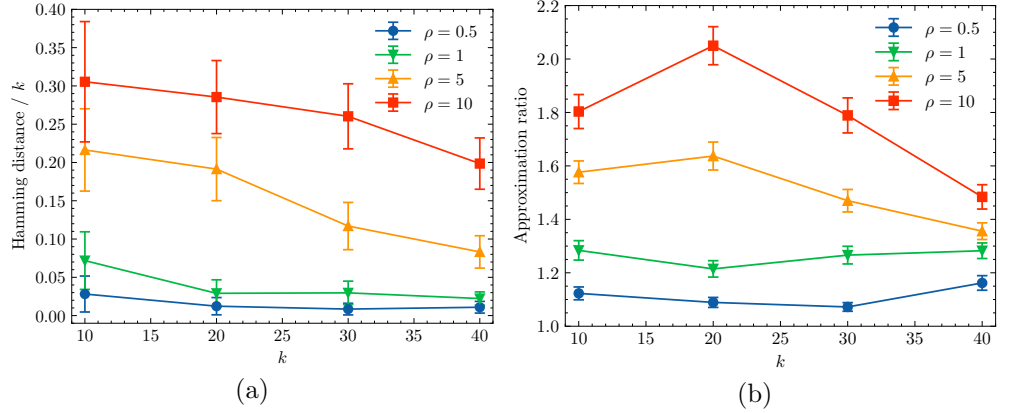 0.40
0.35
0.30
0.25
0.20
0.15
0.10
0.05
0.00
Hamming distance / k
10 15 20 25 30 35 40
k
ρ = 0.5
ρ = 1
ρ = 5
ρ = 10
(a)
2.2
2.0
1.8
1.6
1.4
1.2
1.0
Approximation ratio
10 15 20 25 30 35 40
k
ρ = 0.5
ρ = 1
ρ = 5
ρ = 10
(b)